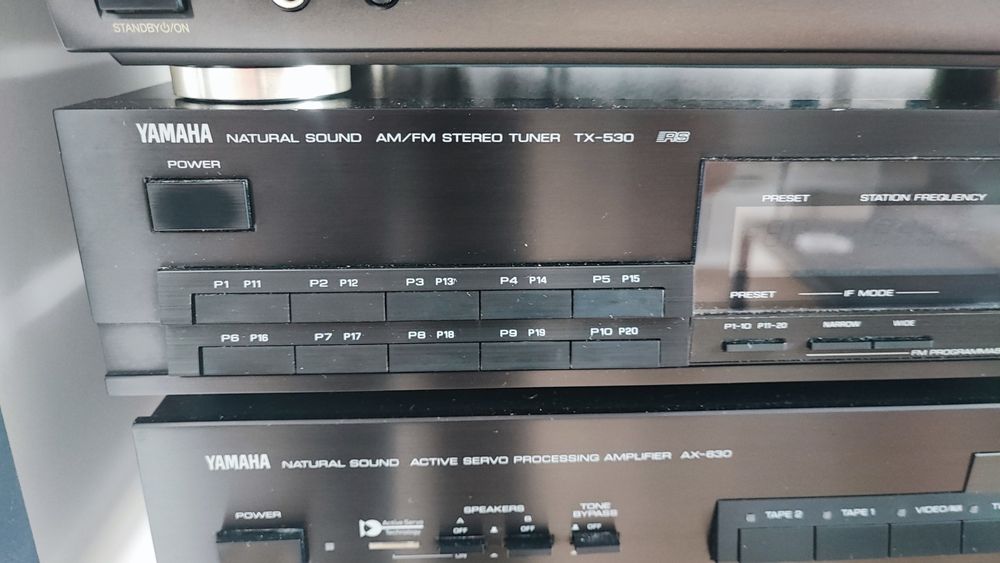 STANDBY⏻/ON
YAMAHA NATURAL SOUND AM/FM STEREO TUNER TX-530 RS
POWER
PRESET STATION FREQUENCY
P1 P11 P2 P12 P3 P13 P4 P14 P5 P15
PRESET IF MODE
P6 P16 P7 P17 P8 P18 P9 P19 P10 P20
P1-10 P11-20 NARROW WIDE
YAMAHA NATURAL SOUND ACTIVE SERVO PROCESSING AMPLIFIER AX-630
POWER
SPEAKERS
TONE
BYPASS
Active Servo
Technology
A B
OFF OFF OFF
TAPE 2 TAPE 1